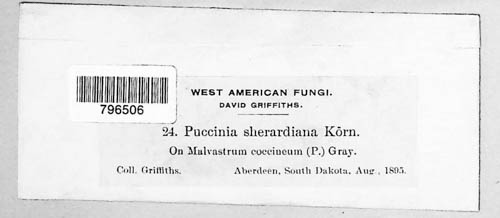 WEST AMERICAN FUNGI.
DAVID GRIFFITHS.
796506
24. Puccinia sherardiana Körn.
On Malvastrum coccineum (P.) Gray.
Coll. Griffiths. Aberdeen, South Dakota, Aug., 1895.